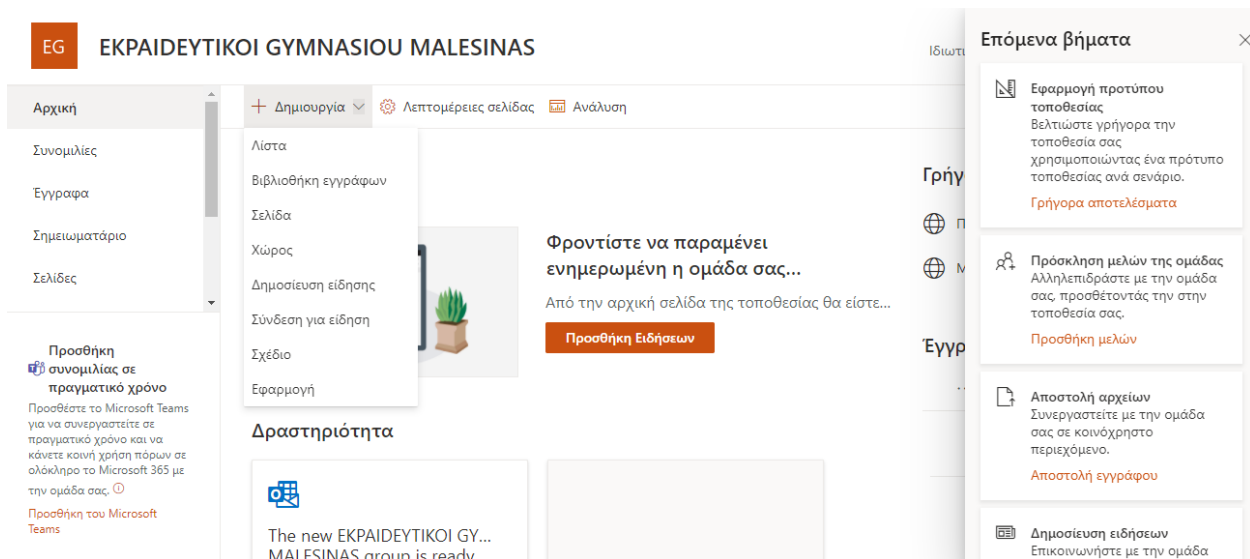 EG
EKPAIDEYTIKOI GYMNASIOU MALESINAS
Αρχική
Συνομιλίες
Έγγραφα
Σημειωματάριο
Σελίδες
Προσθήκη
συνομιλίας σε
πραγματικό χρόνο
Προσθέστε το Microsoft Teams
για να συνεργαστείτε σε
πραγματικό χρόνο και να
κάνετε κοινή χρήση πόρων σε
ολόκληρο το Microsoft 365 με
την ομάδα σας.
Προσθήκη του Microsoft
Teams
+ Δημιουργία
Λεπτομέρειες σελίδας
Ανάλυση
Λίστα
Βιβλιοθήκη εγγράφων
Σελίδα
Χώρος
Δημοσίευση είδησης
Σύνδεση για είδηση
Σχέδιο
Εφαρμογή
Φροντίστε να παραμένει
ενημερωμένη η ομάδα σας...
Από την αρχική σελίδα της τοποθεσίας θα είστε...
Προσθήκη Ειδήσεων
Δραστηριότητα
The new EKPAIDEYTIKOI GY...
MALESINAS group is ready
Επόμενα βήματα
Εφαρμογή προτύπου
τοποθεσίας
Βελτιώστε γρήγορα την
τοποθεσία σας
χρησιμοποιώντας ένα πρότυπο
τοποθεσίας ανά σενάριο.
Γρήγορα αποτελέσματα
Πρόσκληση μελών της ομάδας
Αλληλεπιδράστε με την ομάδα
σας, προσθέτοντάς την στην
τοποθεσία σας.
Προσθήκη μελών
Αποστολή αρχείων
Συνεργαστείτε με την ομάδα
σας σε κοινόχρηστο
περιεχόμενο.
Αποστολή εγγράφου
Δημοσίευση ειδήσεων
Επικοινωνήστε με την ομάδα